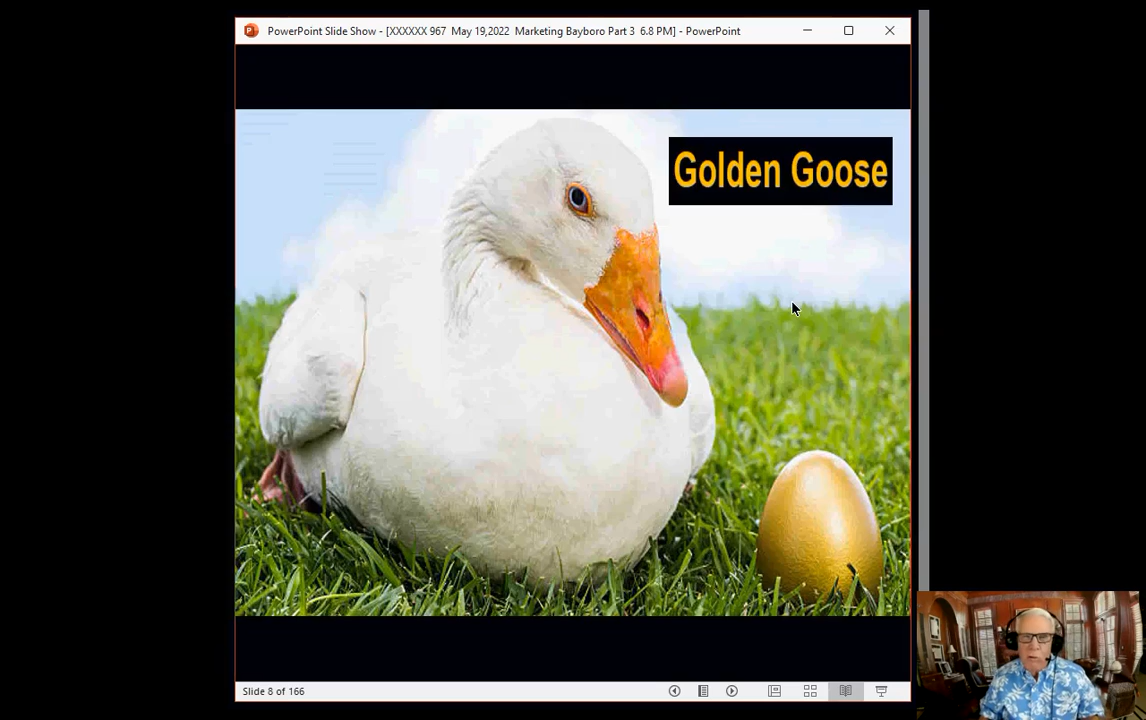 PowerPoint Slide Show - [XXXXXX 967 May 19,2022 Marketing Bayboro Part 3 6.8 PM] - PowerPoint
Golden Goose
Slide 8 of 166